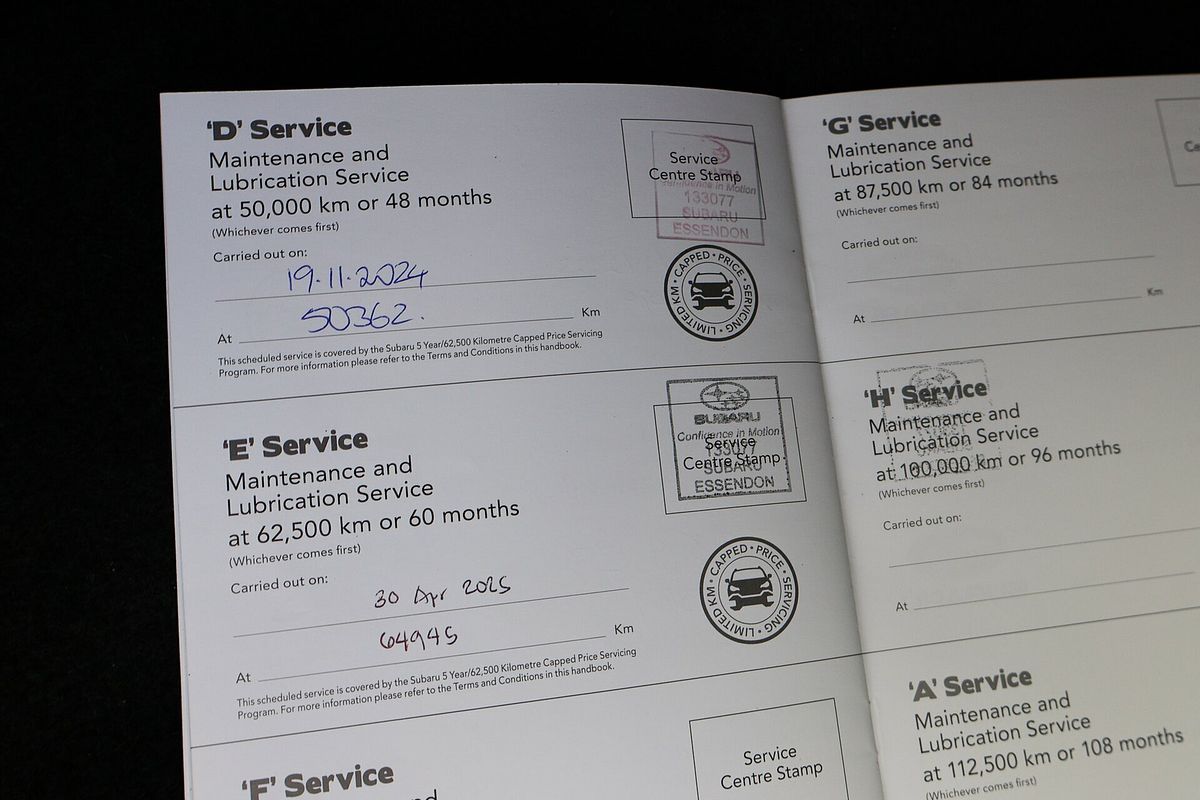 'D' Service
Maintenance and
Lubrication Service
at 50,000 km or 48 months
(Whichever comes first)
Carried out on:
19.11.2024
At 50362. Km
This scheduled service is covered by the Subaru 5 Year/62,500 Kilometre Capped Price Servicing
Program. For more information please refer to the Terms and Conditions in this handbook.
Service
Centre Stamp
Confidence in Motion
133077
SUBARU
ESSENDON
CAPPED • PRICE • SERVICING • LIMITED KM •
'E' Service
Maintenance and
Lubrication Service
at 62,500 km or 60 months
(Whichever comes first)
Carried out on:
30 Apr 2025
At 64945 Km
This scheduled service is covered by the Subaru 5 Year/62,500 Kilometre Capped Price Servicing
Program. For more information please refer to the Terms and Conditions in this handbook.
SUBARU
Confidence in Motion
Service
133077
Centre Stamp
SUBARU
ESSENDON
CAPPED • PRICE • SERVICING • LIMITED KM •
'F' Service
Service
Centre Stamp
'G' Service
Maintenance and
Lubrication Service
at 87,500 km or 84 months
(Whichever comes first)
Carried out on:
At Km
'H' Service
Maintenance and
Lubrication Service
at 100,000 km or 96 months
(Whichever comes first)
Carried out on:
At
'A' Service
Maintenance and
Lubrication Service
at 112,500 km or 108 months
(Whichever comes first)